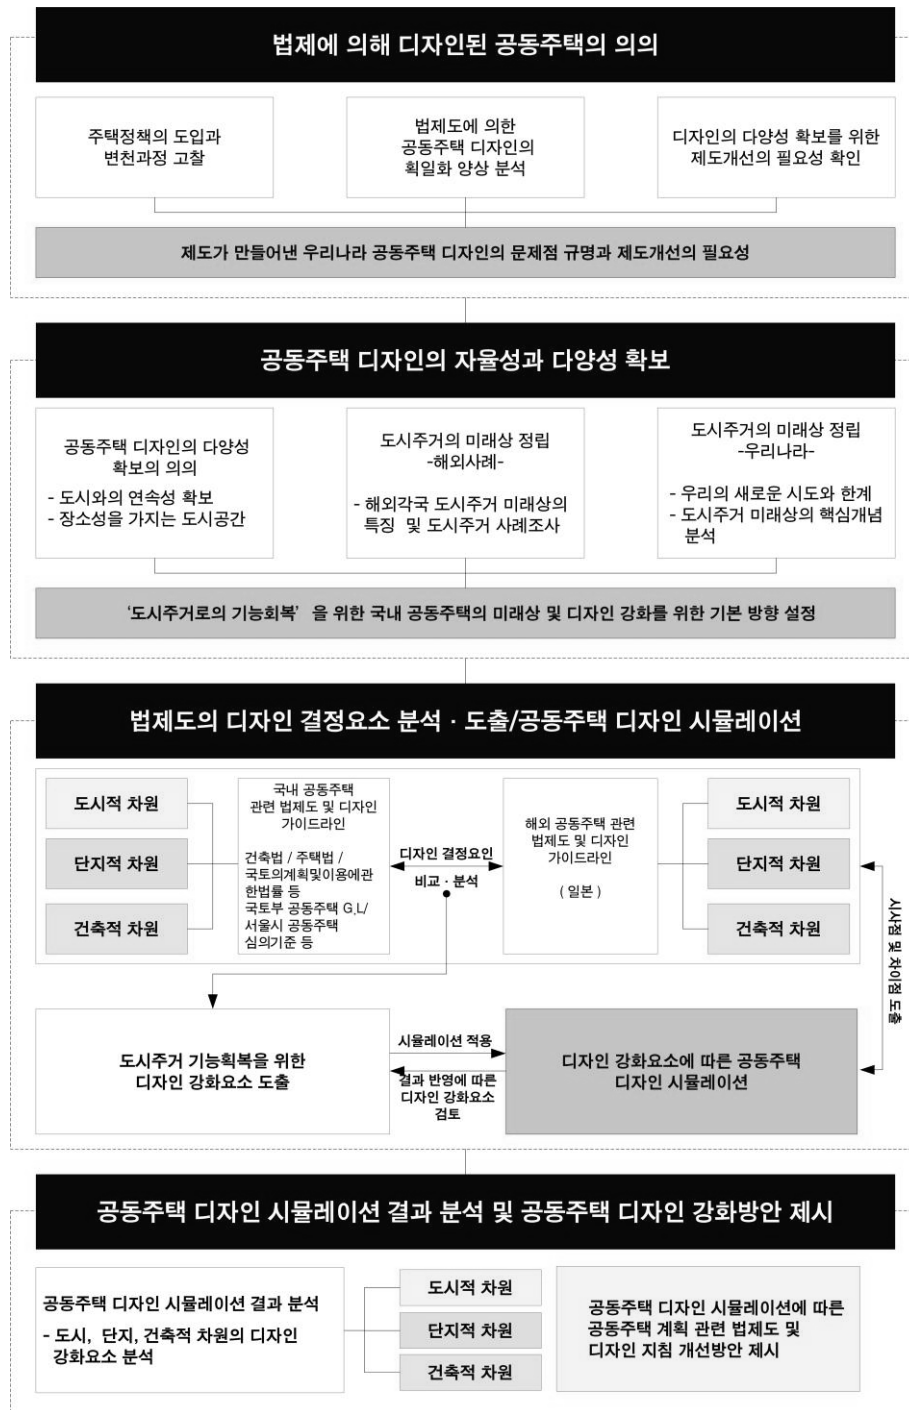 법제에 의해 디자인된 공동주택의 의의
주택정책의 도입과
변천과정 고찰
법제도에 의한
공동주택 디자인의
획일화 양상 분석
디자인의 다양성 확보를 위한
제도개선의 필요성 확인
제도가 만들어낸 우리나라 공동주택 디자인의 문제점 규명과 제도개선의 필요성
공동주택 디자인의 자율성과 다양성 확보
공동주택 디자인의 다양성
확보의 의의
- 도시와의 연속성 확보
- 장소성을 가지는 도시공간
도시주거의 미래상 정립
-해외사례-
- 해외각국 도시주거 미래상의
특징 및 도시주거 사례조사
도시주거의 미래상 정립
-우리나라-
- 우리의 새로운 시도와 한계
- 도시주거 미래상의 핵심개념
분석
‘도시주거로의 기능회복’ 을 위한 국내 공동주택의 미래상 및 디자인 강화를 위한 기본 방향 설정
법제도의 디자인 결정요소 분석 · 도출/공동주택 디자인 시뮬레이션
도시적 차원
단지적 차원
건축적 차원
국내 공동주택
관련 법제도 및 디자인
가이드라인
건축법 / 주택법 /
국토의계획및이용에관
한법률 등
국토부 공동주택 G.L/
서울시 공동주택
심의기준 등
디자인 결정요인
비교 · 분석
해외 공동주택 관련
법제도 및 디자인
가이드라인
( 일본 )
도시적 차원
단지적 차원
건축적 차원
시사점 및 차이점 도출
도시주거 기능획복을 위한
디자인 강화요소 도출
시뮬레이션 적용
결과 반영에 따른
디자인 강화요소
검토
디자인 강화요소에 따른 공동주택
디자인 시뮬레이션
공동주택 디자인 시뮬레이션 결과 분석 및 공동주택 디자인 강화방안 제시
공동주택 디자인 시뮬레이션 결과 분석
- 도시, 단지, 건축적 차원의 디자인
강화요소 분석
도시적 차원
단지적 차원
건축적 차원
공동주택 디자인 시뮬레이션에 따른
공동주택 계획 관련 법제도 및
디자인 지침 개선방안 제시